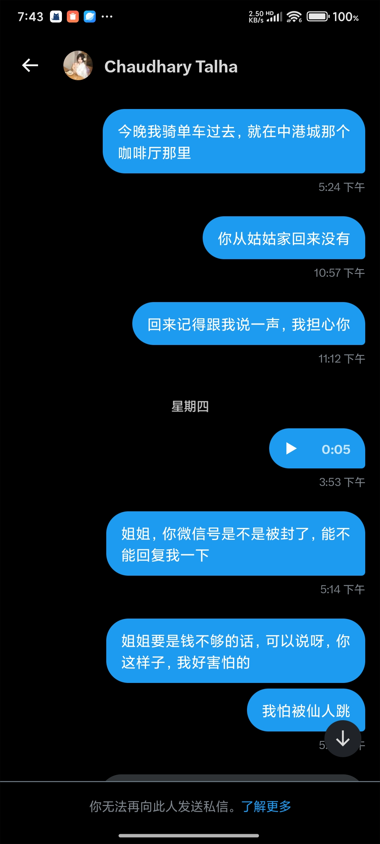 7:43
2.50 KB/s
HD
100%
Chaudhary Talha
今晚我骑单车过去，就在中港城那个
咖啡厅那里
5:24 下午
你从姑姑家回来没有
10:57 下午
回来记得跟我说一声，我担心你
11:12 下午
星期四
0:05
3:53 下午
姐姐，你微信号是不是被封了，能不
能回复我一下
5:14 下午
姐姐要是钱不够的话，可以说呀，你
这样子，我好害怕的
我怕被仙人跳
下午
你无法再向此人发送私信。了解更多